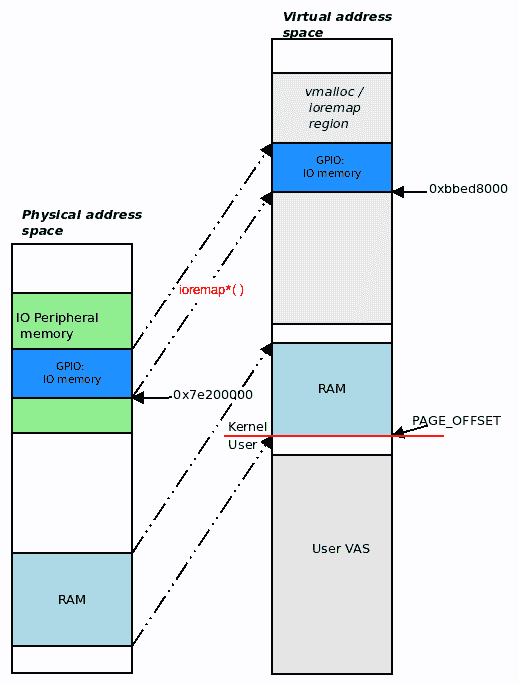 Virtual address
space
vmalloc /
ioremap
region
GPIO:
IO memory
0xbbed8000
Physical address
space
ioremap*( )
IO Peripheral
memory
GPIO:
IO memory
0x7e200000
RAM
PAGE_OFFSET
Kernel
User
User VAS
RAM